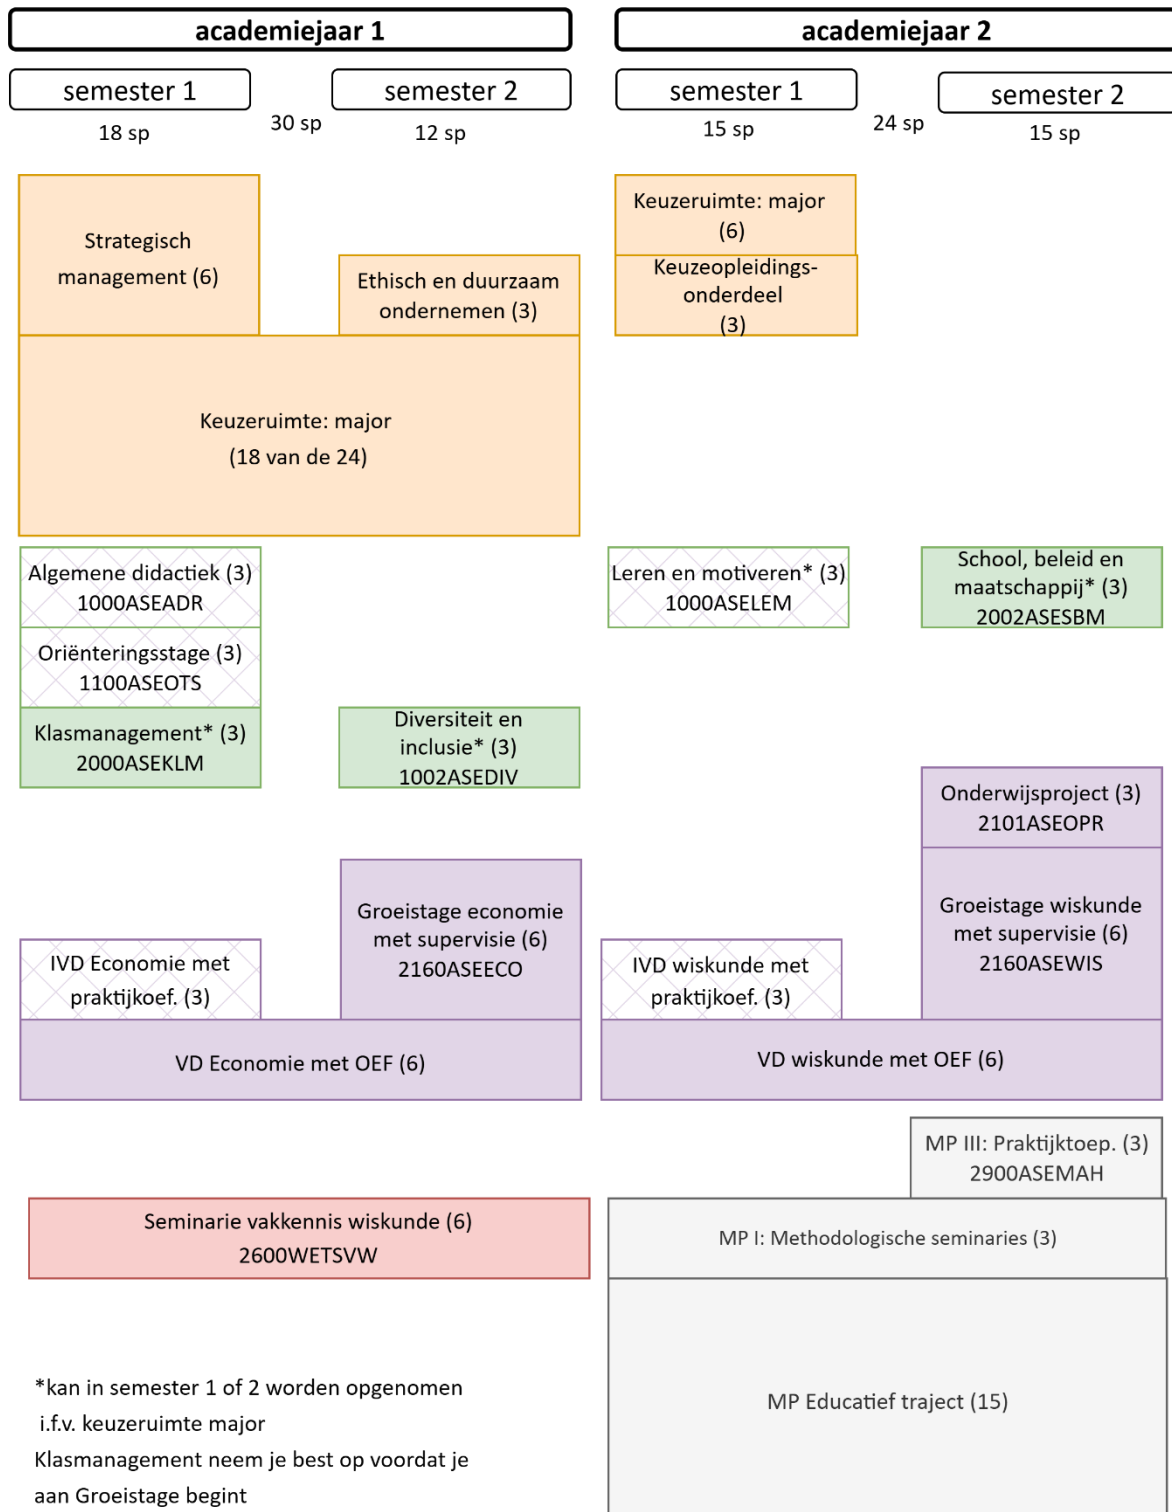 academiejaar 1
academiejaar 2
semester 1
semester 2
semester 1
semester 2
18 sp
30 sp
12 sp
15 sp
24 sp
15 sp
Strategisch
management (6)
Ethisch en duurzaam
ondernemen (3)
Keuzeruimte: major
(6)
Keuzeopleidings-
onderdeel
(3)
Keuzeruimte: major
(18 van de 24)
Algemene didactiek (3)
1000ASEADR
Oriënteringsstage (3)
1100ASEOTS
Klasmanagement* (3)
2000ASEKLM
Diversiteit en
inclusie* (3)
1002ASEDIV
Leren en motiveren* (3)
1000ASELEM
School, beleid en
maatschappij* (3)
2002ASESBM
Onderwijsproject (3)
2101ASEOPR
Groeistage economie
met supervisie (6)
2160ASEECO
Groeistage wiskunde
met supervisie (6)
2160ASEWIS
IVD Economie met
praktijkoef. (3)
IVD wiskunde met
praktijkoef. (3)
VD Economie met OEF (6)
VD wiskunde met OEF (6)
MP III: Praktijktoep. (3)
2900ASEMAH
Seminarie vakkennis wiskunde (6)
2600WETSVW
MP I: Methodologische seminaries (3)
MP Educatief traject (15)
*kan in semester 1 of 2 worden opgenomen
i.f.v. keuzeruimte major
Klasmanagement neem je best op voordat je
aan Groeistage begint